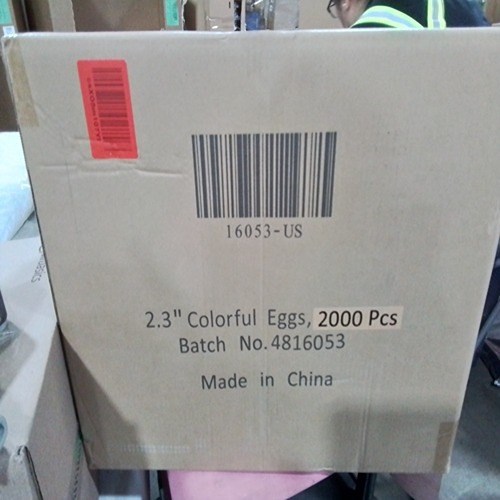 16053-US
2.3" Colorful Eggs, 2000 Pcs
Batch No. 4816053
Made in China